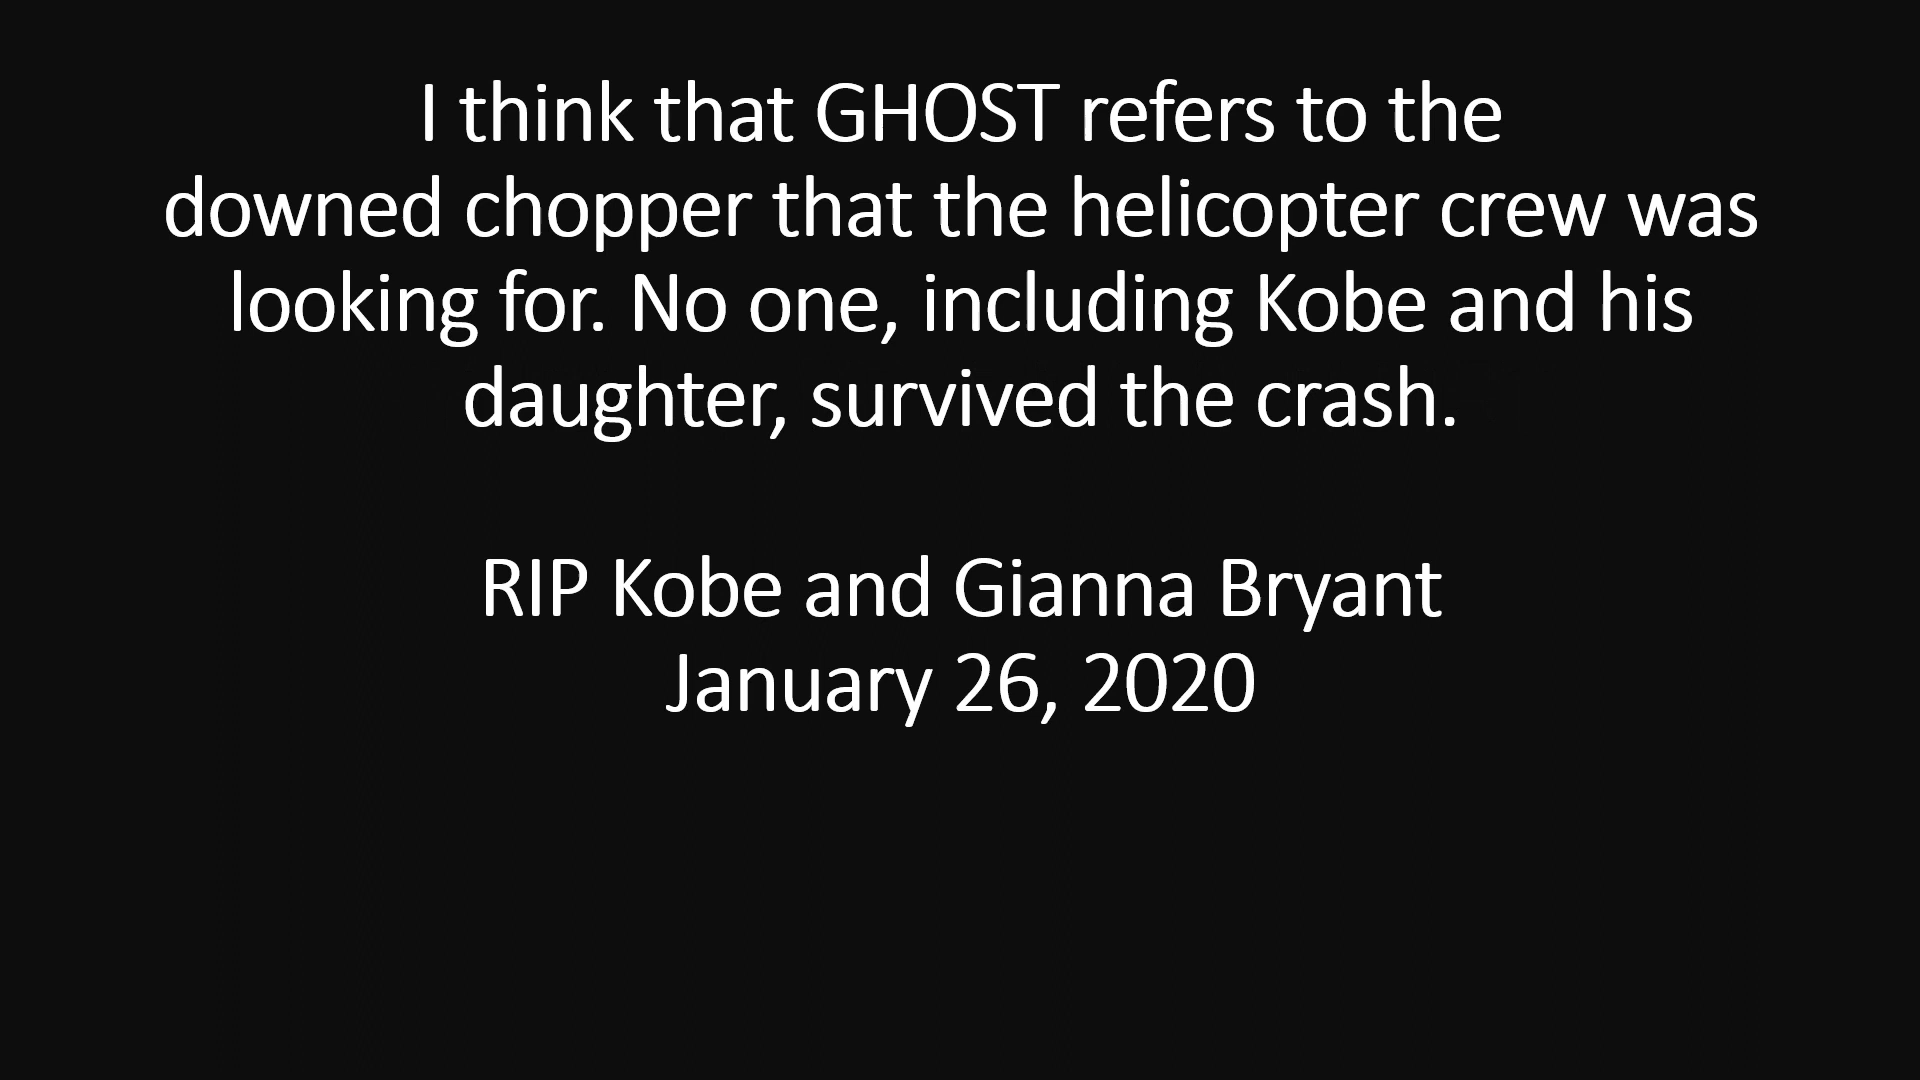 I think that GHOST refers to the
downed chopper that the helicopter crew was
looking for. No one, including Kobe and his
daughter, survived the crash.
RIP Kobe and Gianna Bryant
January 26, 2020